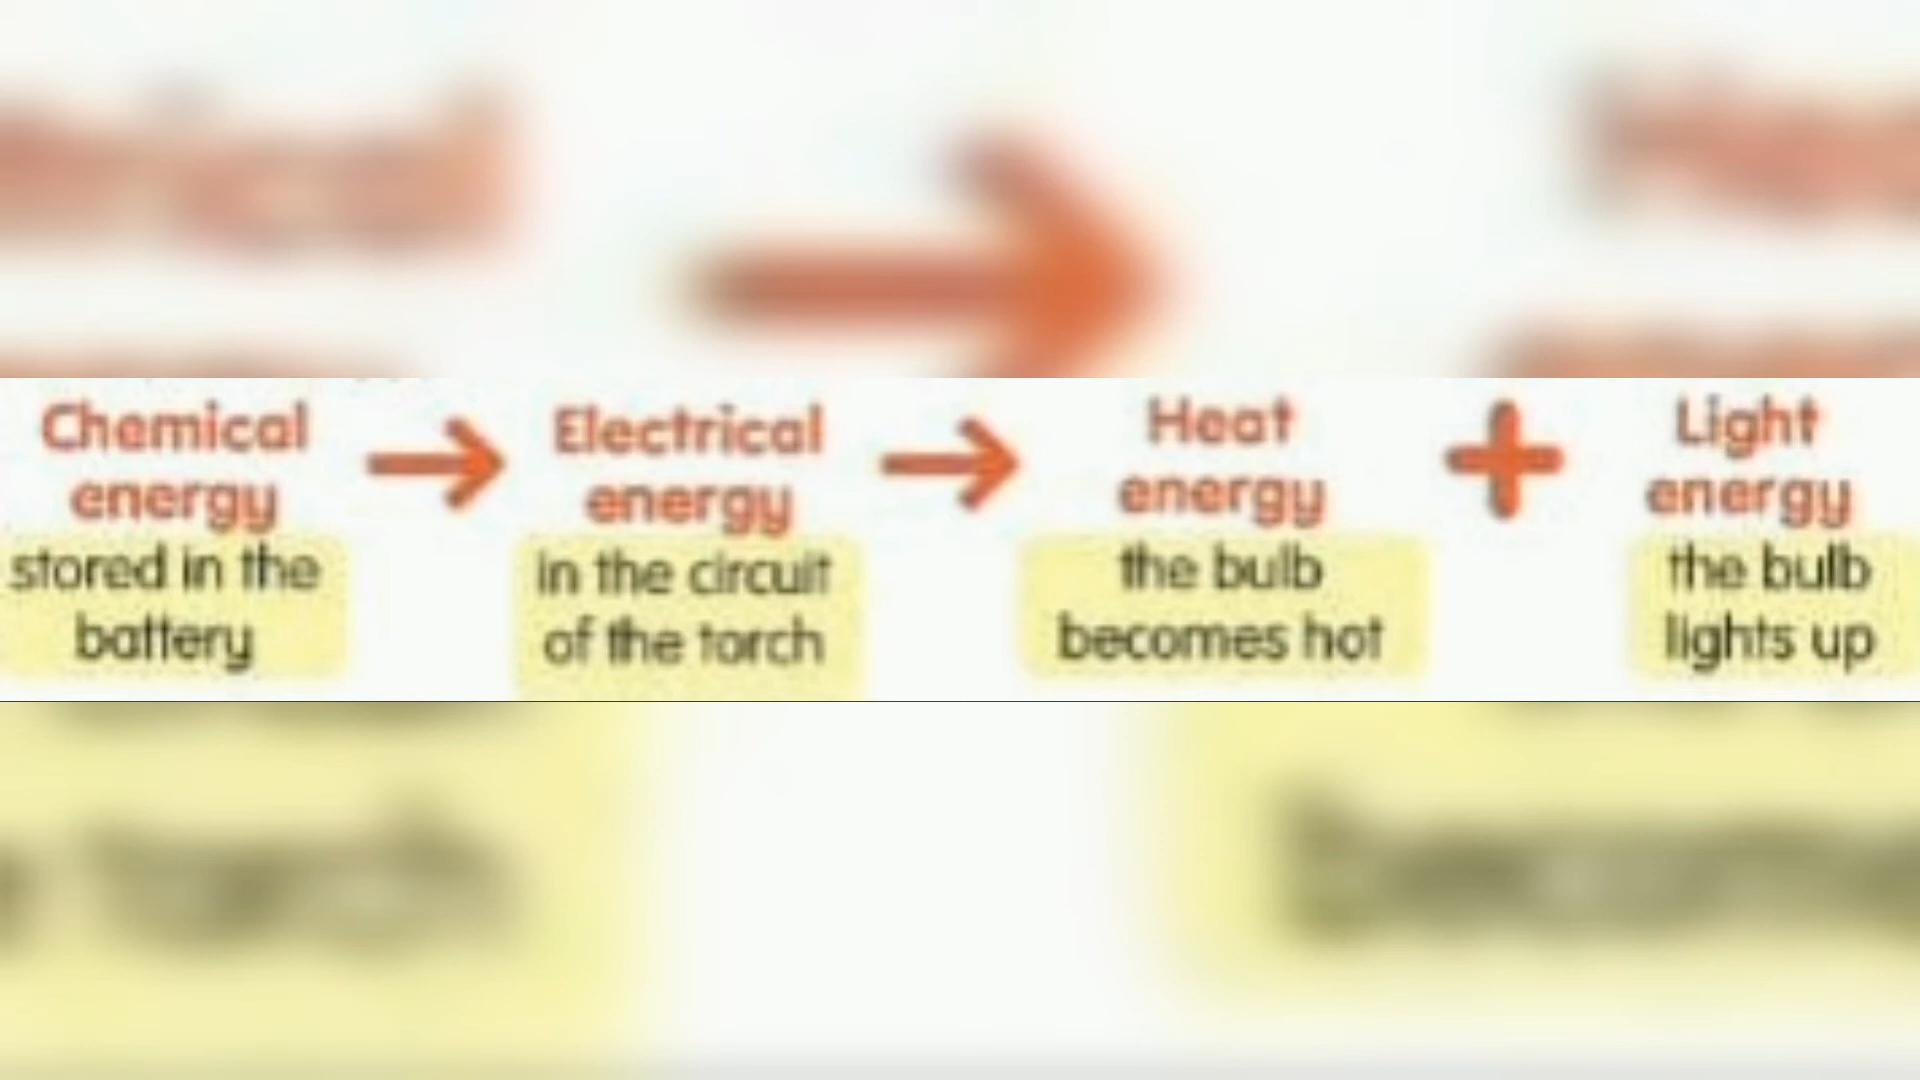 Chemical
energy
stored in the
battery
Electrical
energy
in the circuit
of the torch
Heat
energy
the bulb
becomes hot
Light
energy
the bulb
lights up